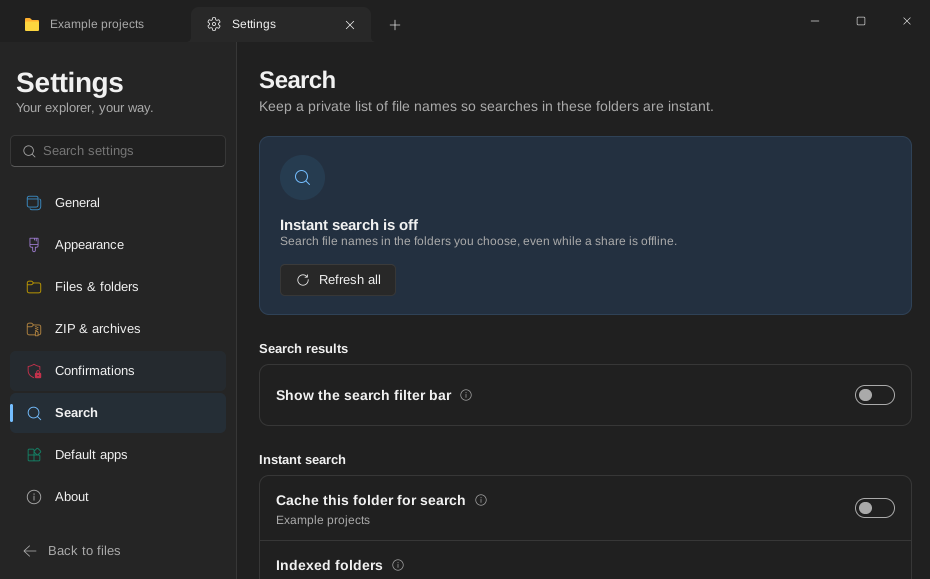 Example projects
Settings
Settings
Your explorer, your way.
Search settings
General
Appearance
Files & folders
ZIP & archives
Confirmations
Search
Default apps
About
Back to files
Search
Keep a private list of file names so searches in these folders are instant.
Instant search is off
Search file names in the folders you choose, even while a share is offline.
Refresh all
Search results
Show the search filter bar
Instant search
Cache this folder for search
Example projects
Indexed folders